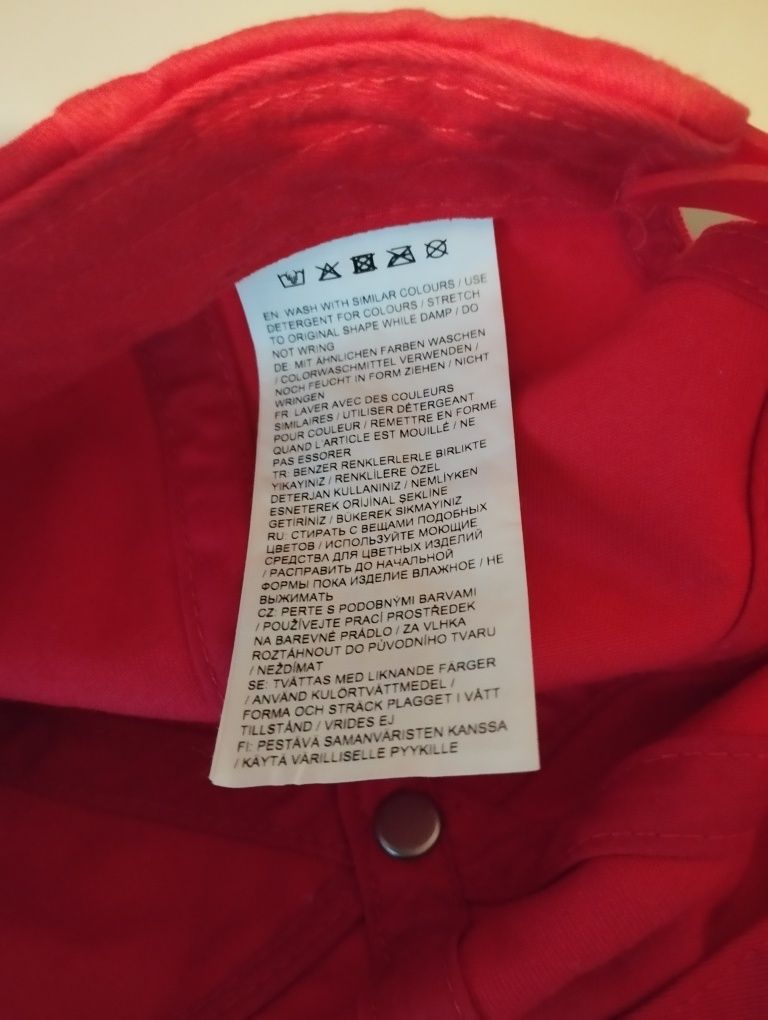 EN WASH WITH SIMILAR COLOURS / USE
DETERGENT FOR COLOURS / STRETCH
TO ORIGINAL SHAPE WHILE DAMP / DO
NOT WRING
DE MIT ÄHNLICHEN FARBEN WASCHEN
/ COLORWASCHMITTEL VERWENDEN /
NOCH FEUCHT IN FORM ZIEHEN / NICHT
WRINGEN
FR: LAVER AVEC DES COULEURS
SIMILAIRES / UTILISER DÉTERGEANT
POUR COULEUR / REMETTRE EN FORME
QUAND L'ARTICLE EST MOUILLÉ / NE
PAS ESSORER
TR: BENZER RENKLERLERLE BIRLIKTE
YIKAYINIZ / RENKLILERE ÖZEL
DETERJAN KULLANINIZ / NEMLIYKEN
ESNETEREK ORIJINAL ŞEKLINE
GETIRINIZ / BÜKEREK SIKMAYINIZ
RU: СТИРАТЬ С ВЕЩАМИ ПОДОБНЫХ
ЦВЕТОВ / ИСПОЛЬЗУЙТЕ МОЮЩИЕ
СРЕДСТВА ДЛЯ ЦВЕТНЫХ ИЗДЕЛИЙ
/ РАСПРАВИТЬ ДО НАЧАЛЬНОЙ
ФОРМЫ ПОКА ИЗДЕЛИЕ ВЛАЖНОЕ / НЕ
ВЫЖИМАТЬ
CZ: PERTE S PODOBNÝMI BARVAMI
/ POUŽÍVEJTE PRACÍ PROSTŘEDEK
NA BAREVNÉ PRÁDLO / ZA VLHKA
ROZTÁHNOUT DO PŮVODNÍHO TVARU
/ NEŽDÍMAT
SE: TVÄTTAS MED LIKNANDE FÄRGER
/ ANVÄND KULÖRTVÄTTMEDEL /
FORMA OCH STRÄCK PLAGGET I VÅTT
TILLSTÅND / VRIDES EJ
FI: PESTÄVÄ SAMANVÄRISTEN KANSSA
/ KÄYTÄ VÄRILLISELLE PYYKILLE